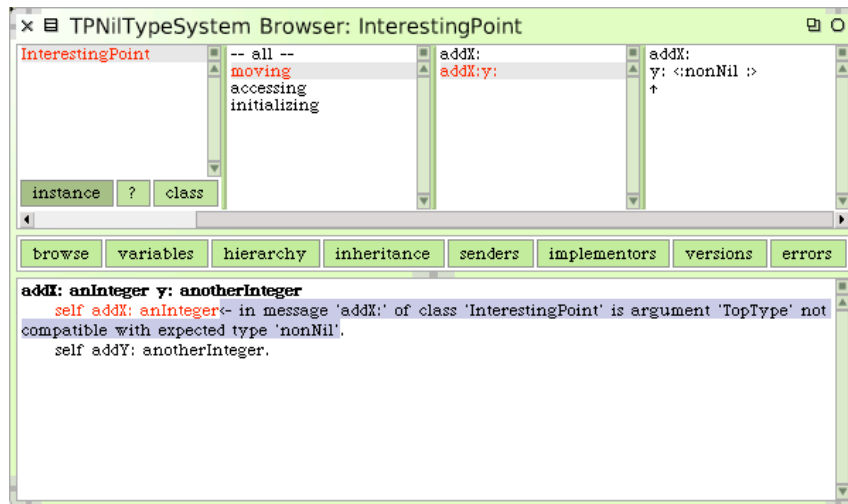 TPNilTypeSystem Browser: InterestingPoint
InterestingPoint
-- all --
moving
accessing
initializing
addX:
addX:y:
addX:
y: <:nonNil :>
↑
instance ? class
browse variables hierarchy inheritance senders implementors versions errors
addX: anInteger y: anotherInteger
self addX: anInteger<- in message 'addX:' of class 'InterestingPoint' is argument 'TopType' not
compatible with expected type 'nonNil'.
self addY: anotherInteger.